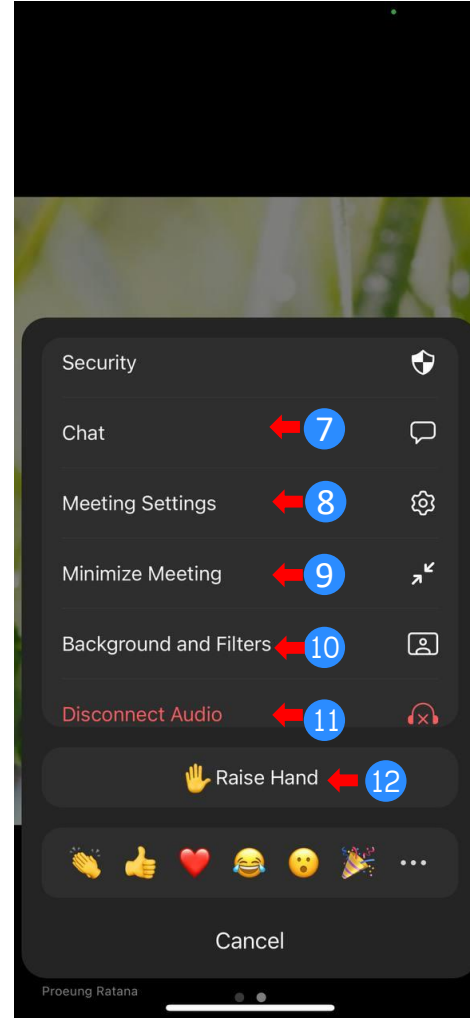 Security
Chat 7
Meeting Settings 8
Minimize Meeting 9
Background and Filters 10
Disconnect Audio 11
Raise Hand 12
Cancel
Proeung Ratana